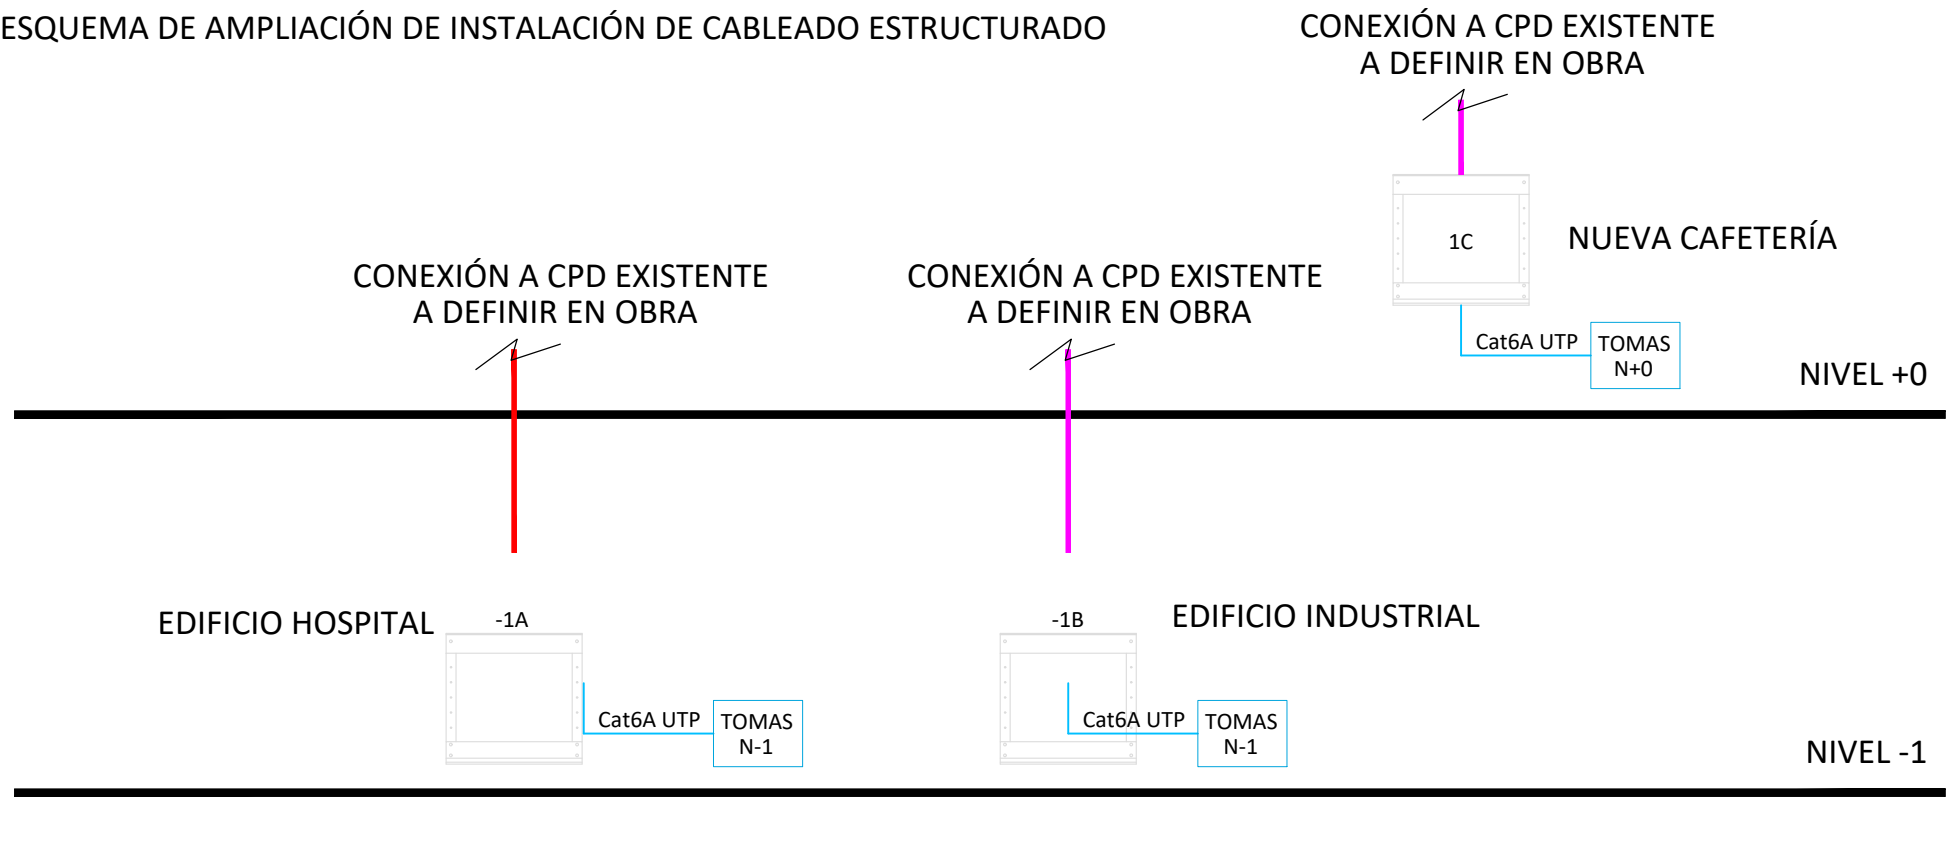 ESQUEMA DE AMPLIACIÓN DE INSTALACIÓN DE CABLEADO ESTRUCTURADO
CONEXIÓN A CPD EXISTENTE
A DEFINIR EN OBRA
1C
NUEVA CAFETERÍA
CONEXIÓN A CPD EXISTENTE
A DEFINIR EN OBRA
CONEXIÓN A CPD EXISTENTE
A DEFINIR EN OBRA
Cat6A UTP
TOMAS
N+0
NIVEL +0
EDIFICIO HOSPITAL
-1A
-1B
EDIFICIO INDUSTRIAL
Cat6A UTP
TOMAS
N-1
Cat6A UTP
TOMAS
N-1
NIVEL -1